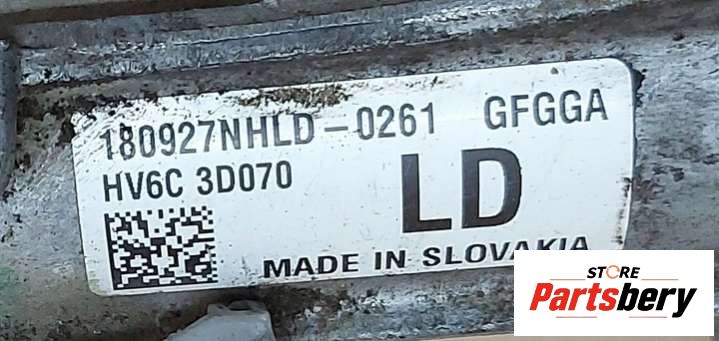 180927NHLD-0261 GFGGA
HV6C 3D070
LD
MADE IN SLOVAKIA
STORE
Partsbery